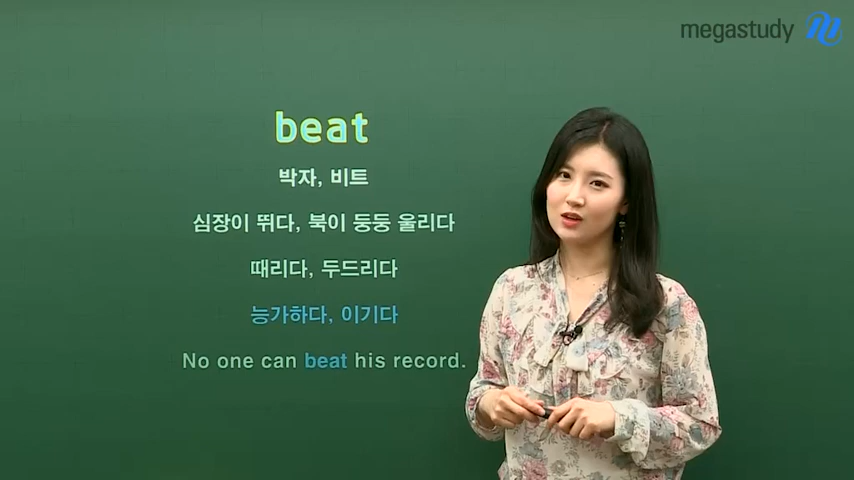 megastudy
beat
박자, 비트
심장이 뛰다, 북이 둥둥 울리다
때리다, 두드리다
능가하다, 이기다
No one can beat his record.